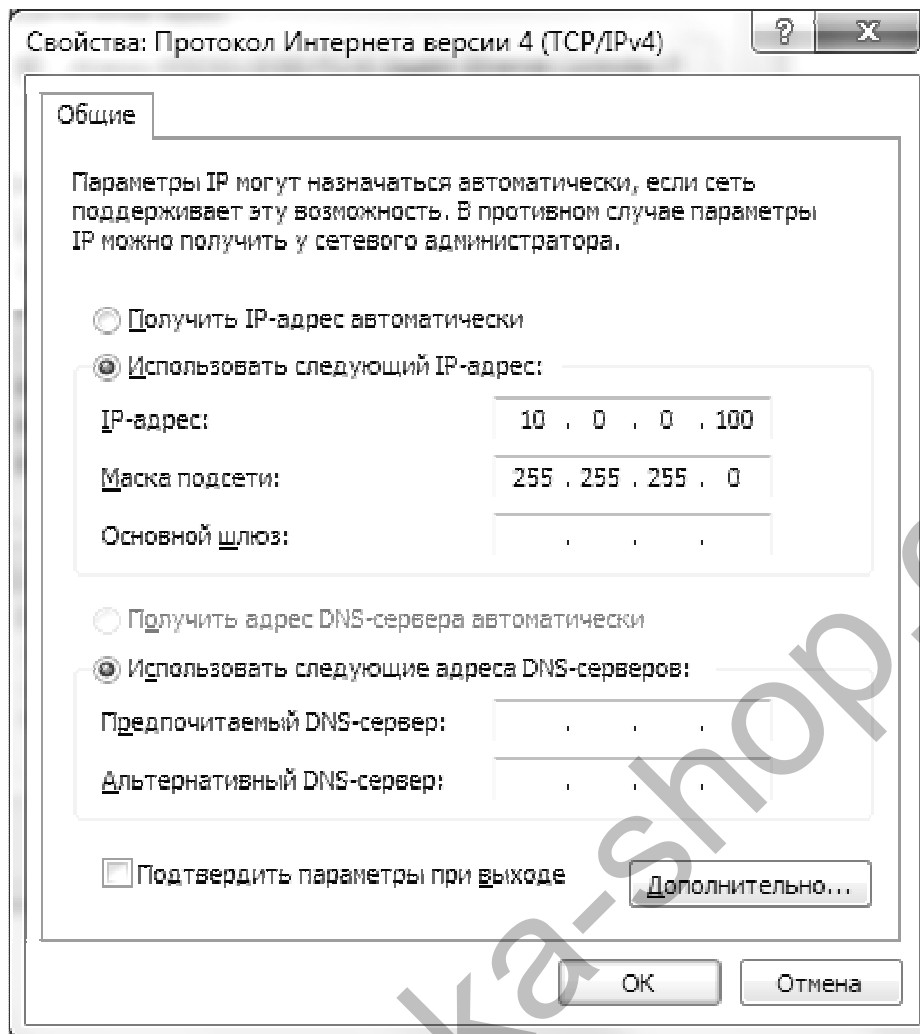 Свойства: Протокол Интернета версии 4 (TCP/IPv4)
Общие
Параметры IP могут назначаться автоматически, если сеть
поддерживает эту возможность. В противном случае параметры
IP можно получить у сетевого администратора.
Получить IP-адрес автоматически
Использовать следующий IP-адрес:
IP-адрес: 10 . 0 . 0 . 100
Маска подсети: 255 . 255 . 255 . 0
Основной шлюз: . . .
Получить адрес DNS-сервера автоматически
Использовать следующие адреса DNS-серверов:
Предпочитаемый DNS-сервер: . . .
Альтернативный DNS-сервер: . . .
Подтвердить параметры при выходе
Дополнительно...
OK Отмена
ka-shop.